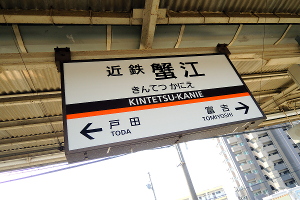 近鉄 蟹江
きんてつ かにえ
KINTETSU-KANIE
戸田 富吉
TODA TOMIYOSHI